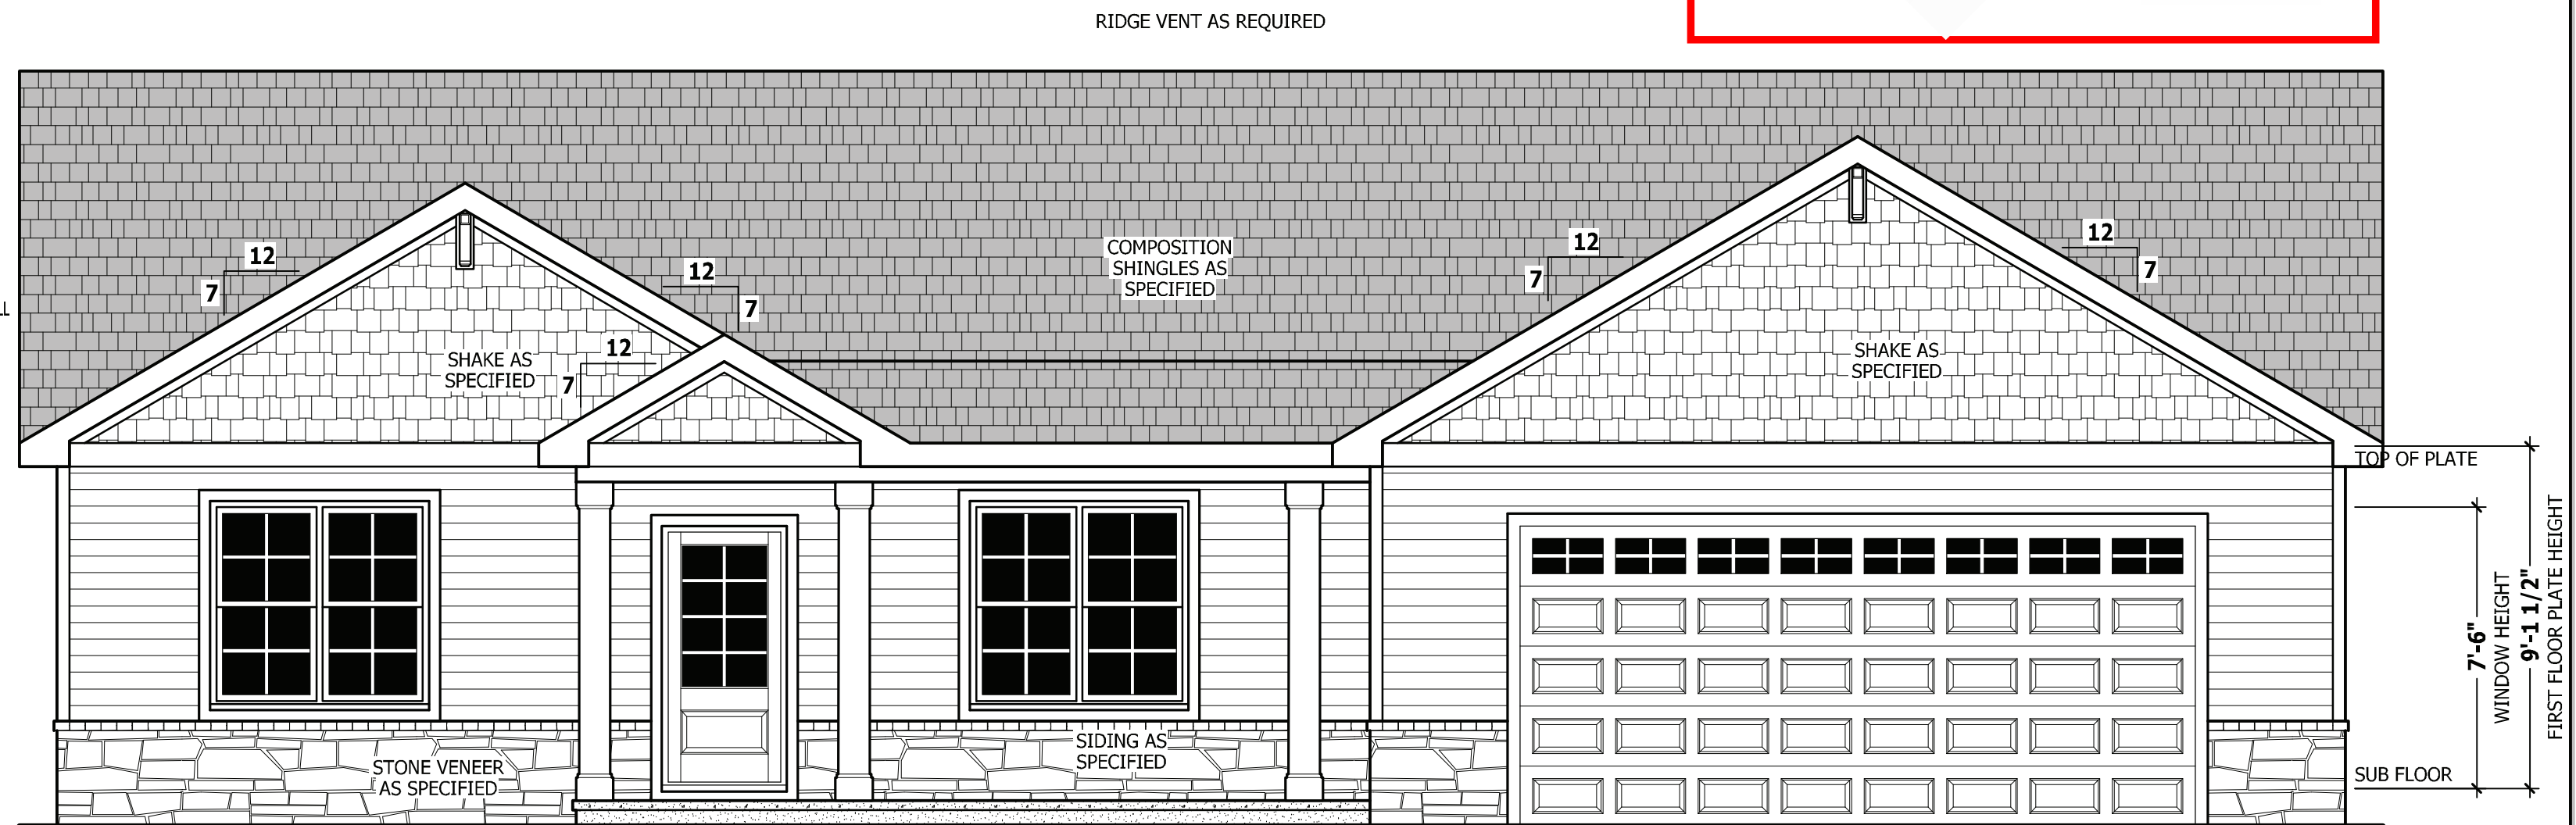 RIDGE VENT AS REQUIRED
12
7
12
7
12
7
12
7
12
7
COMPOSITION
SHINGLES AS
SPECIFIED
SHAKE AS
SPECIFIED
SHAKE AS
SPECIFIED
TOP OF PLATE
STONE VENEER
AS SPECIFIED
SIDING AS
SPECIFIED
SUB FLOOR
7'-6"
WINDOW HEIGHT
9'-1 1/2"
FIRST FLOOR PLATE HEIGHT